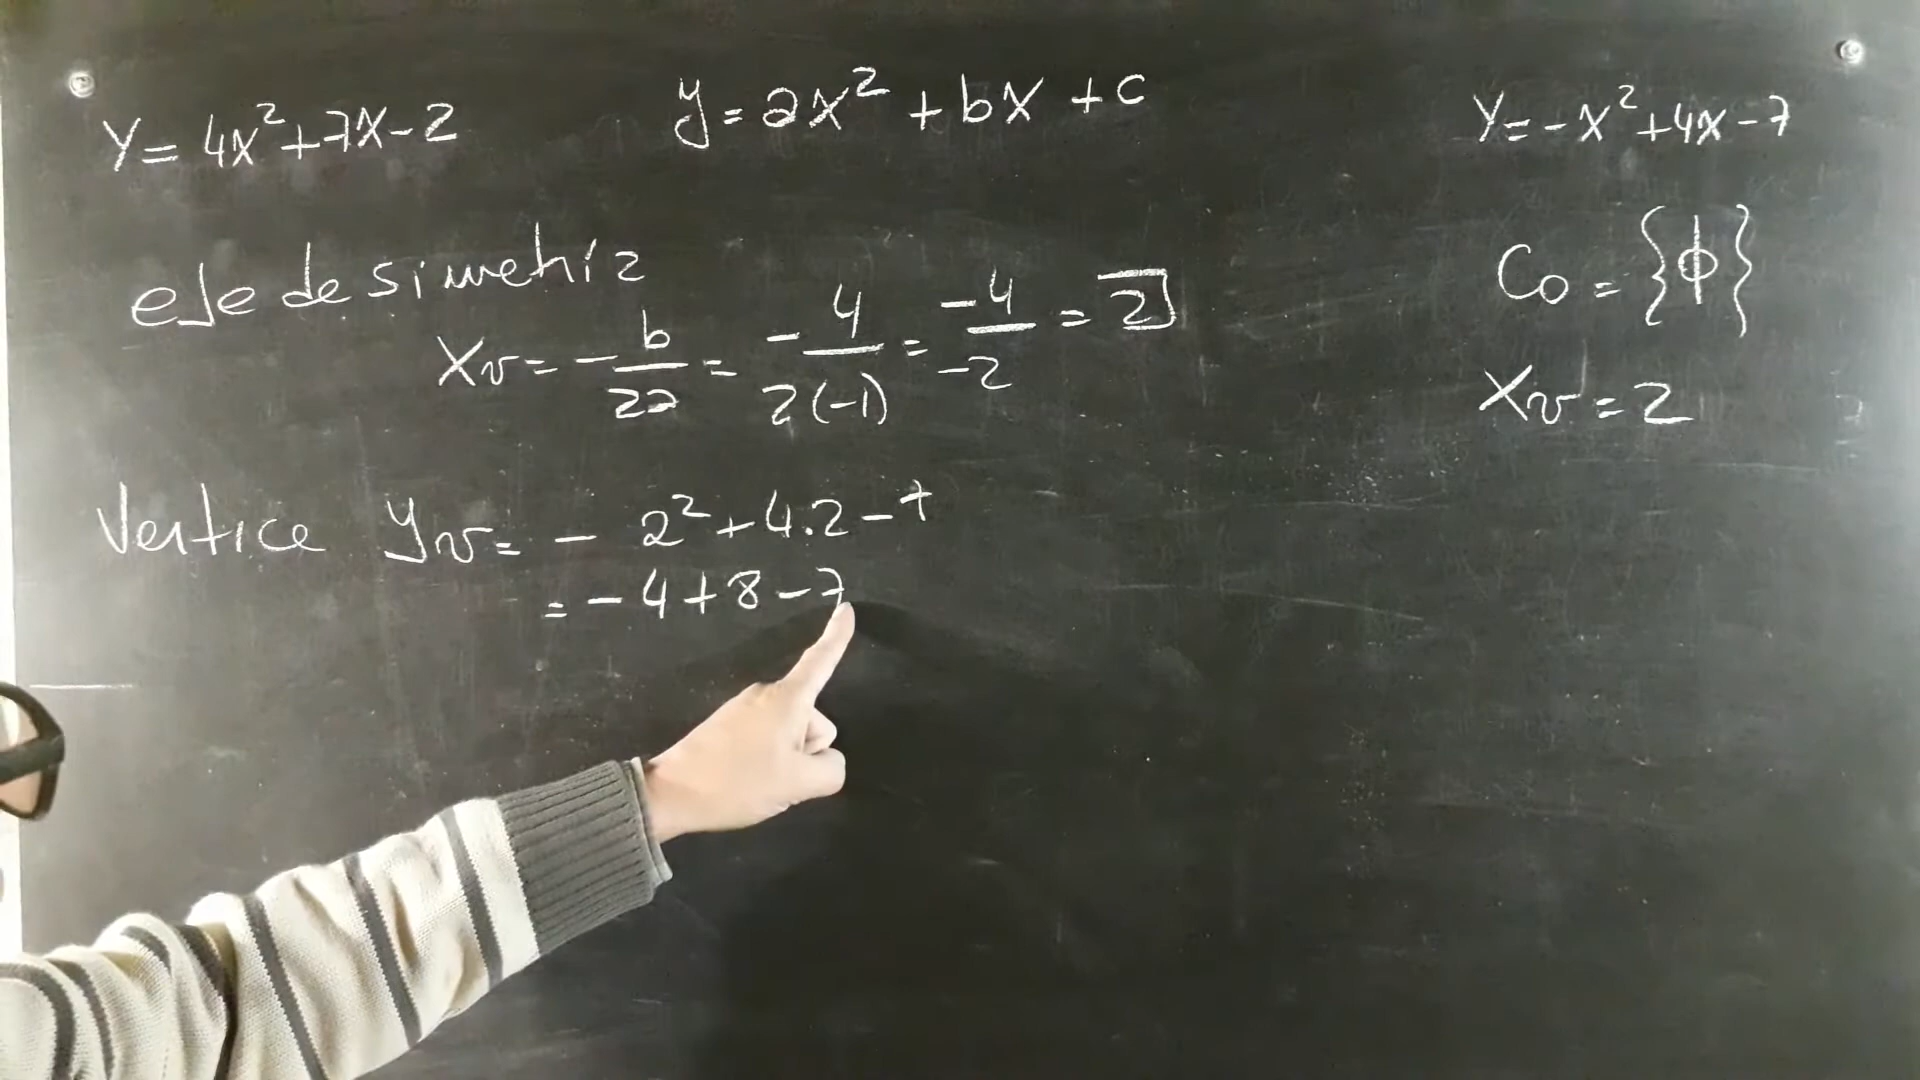 Y = 4x² + 7x - 2
y = ax² + bx + c
Y = -x² + 4x - 7
eje de simetría
Xv = - b/2a = - 4/2(-1) = -4/-2 = 2
Co = {ϕ}
Xv = 2
Vertice Yv = - 2² + 4.2 - 7
= - 4 + 8 - 7